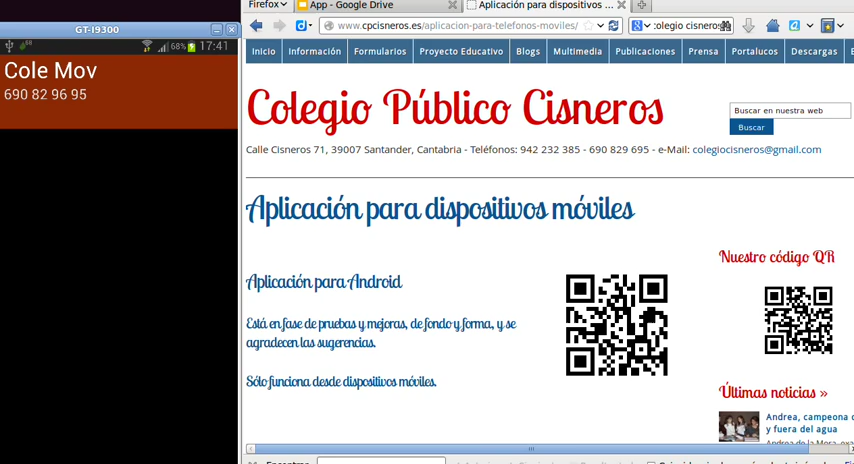 GT-I9300
68% 17:41
Cole Mov
690 82 96 95
Firefox
App - Google Drive
Aplicación para dispositivos ...
www.cpcisneros.es/aplicacion-para-telefonos-moviles/
Inicio Información Formularios Proyecto Educativo Blogs Multimedia Publicaciones Prensa Portalucos Descargas
Colegio Público Cisneros
Buscar en nuestra web
Buscar
Calle Cisneros 71, 39007 Santander, Cantabria - Teléfonos: 942 232 385 - 690 829 695 - e-Mail: colegiocisneros@gmail.com
Aplicación para dispositivos móviles
Nuestro código QR
Aplicación para Android
Está en fase de pruebas y mejoras, de fondo y forma, y se
agradecen las sugerencias.
Sólo funciona desde dispositivos móviles.
Últimas noticias »
Andrea, campeona
y fuera del agua